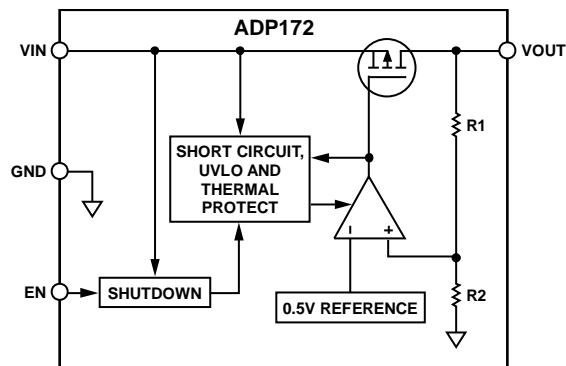 ADP172
VIN
VOUT
R1
GND
SHORT CIRCUIT,
UVLO AND
THERMAL
PROTECT
– +
EN
SHUTDOWN
0.5V REFERENCE
R2